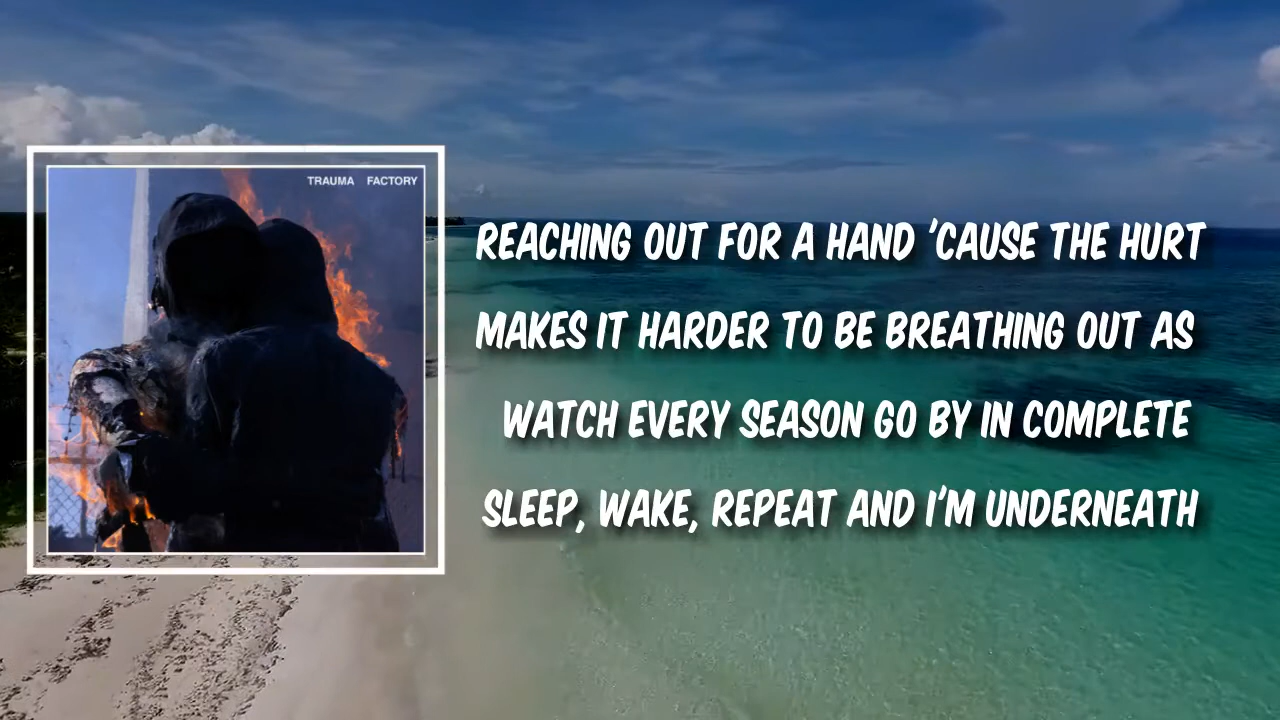 TRAUMA FACTORY
REACHING OUT FOR A HAND 'CAUSE THE HURT
MAKES IT HARDER TO BE BREATHING OUT AS
WATCH EVERY SEASON GO BY IN COMPLETE
SLEEP, WAKE, REPEAT AND I'M UNDERNEATH